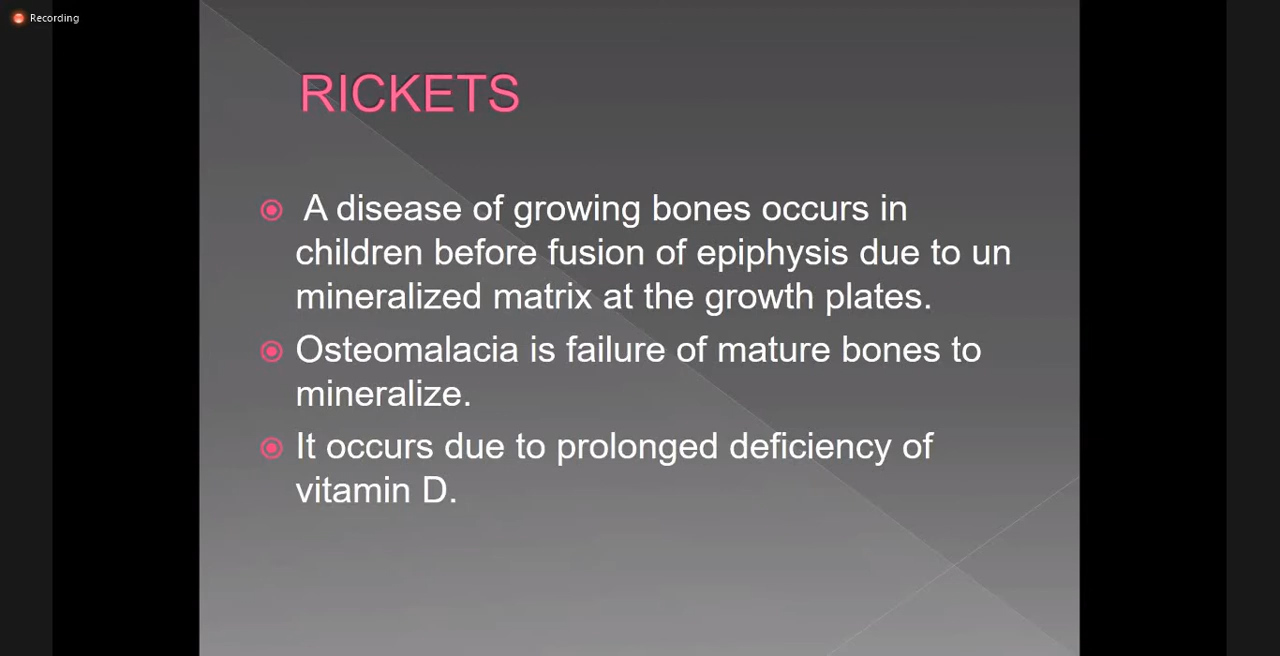 Recording
RICKETS
A disease of growing bones occurs in
children before fusion of epiphysis due to un
mineralized matrix at the growth plates.
Osteomalacia is failure of mature bones to
mineralize.
It occurs due to prolonged deficiency of
vitamin D.